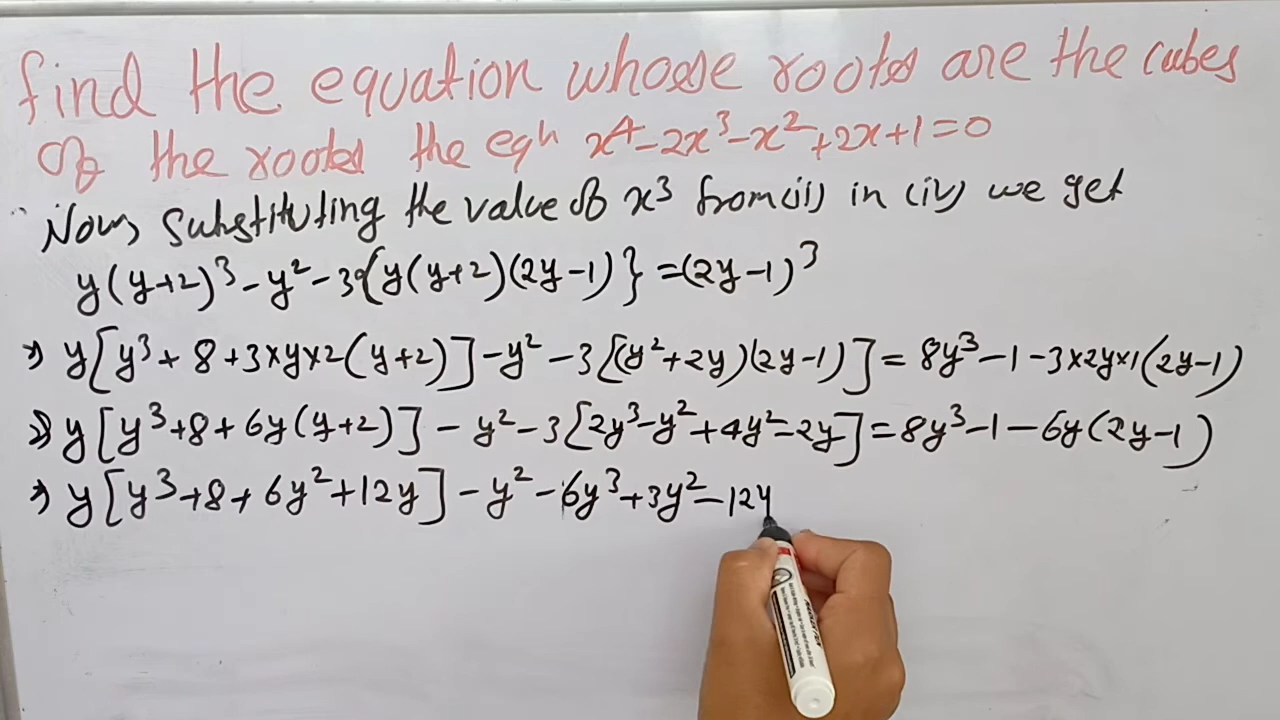 find the equation whose roots are the cubes
Of the roots the eqn x⁴-2x³-x²+2x+1=0
Now, Substituting the value of x³ from (ii) in (iv) we get
y(y+2)³-y²-3{y(y+2)(2y-1)}=(2y-1)³
⇒ y[y³+8+3×y×2(y+2)]-y²-3[(y²+2y)(2y-1)]=8y³-1-3×2y×1(2y-1)
⇒ y[y³+8+6y(y+2)]-y²-3[2y³-y²+4y²-2y]=8y³-1-6y(2y-1)
⇒ y[y³+8+6y²+12y]-y²-6y³+3y²-12y